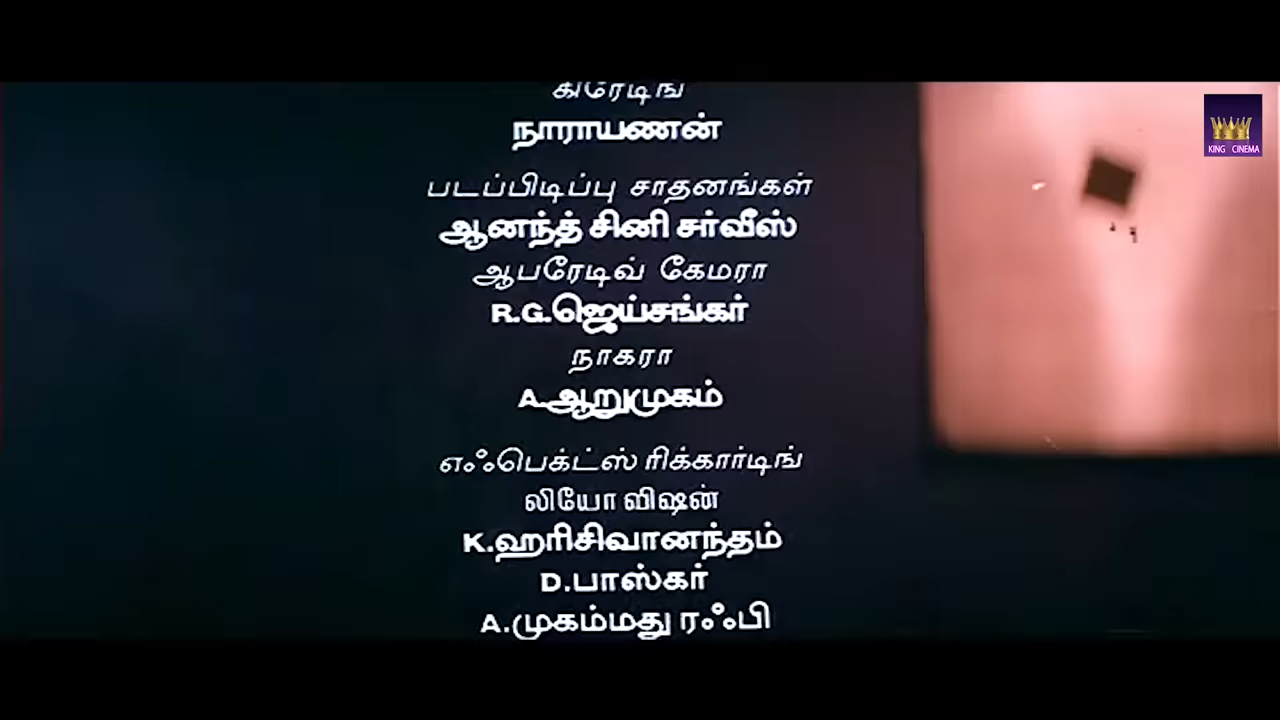 கிரேடிங்
நாராயணன்
படப்பிடிப்பு சாதனங்கள்
ஆனந்த் சினி சர்வீஸ்
ஆபரேடிவ் கேமரா
R.G.ஜெய்சங்கர்
நாகரா
A.ஆறுமுகம்
எஃபெக்ட்ஸ் ரிக்கார்டிங்
லியோ விஷன்
K.ஹரிசிவானந்தம்
D.பாஸ்கர்
A.முகம்மது ரஃபி
KING CINEMA